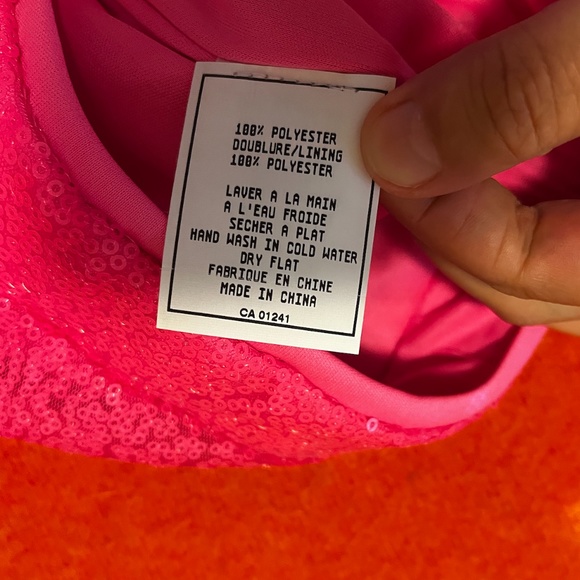 100% POLYESTER
DOUBLURE/LINING
100% POLYESTER
LAVER A LA MAIN
A L'EAU FROIDE
SECHER A PLAT
HAND WASH IN COLD WATER
DRY FLAT
FABRIQUE EN CHINE
MADE IN CHINA
CA 01241